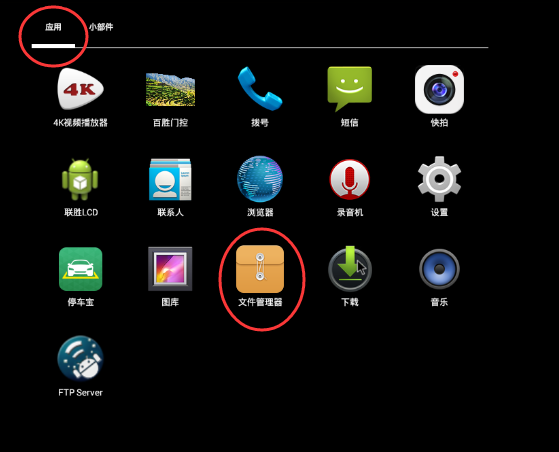 应用 小部件
4K
4K视频播放器 百胜门控 拨号 短信 快拍
联胜LCD 联系人 浏览器 录音机 设置
停车宝 图库 文件管理器 下载 音乐
FTP Server